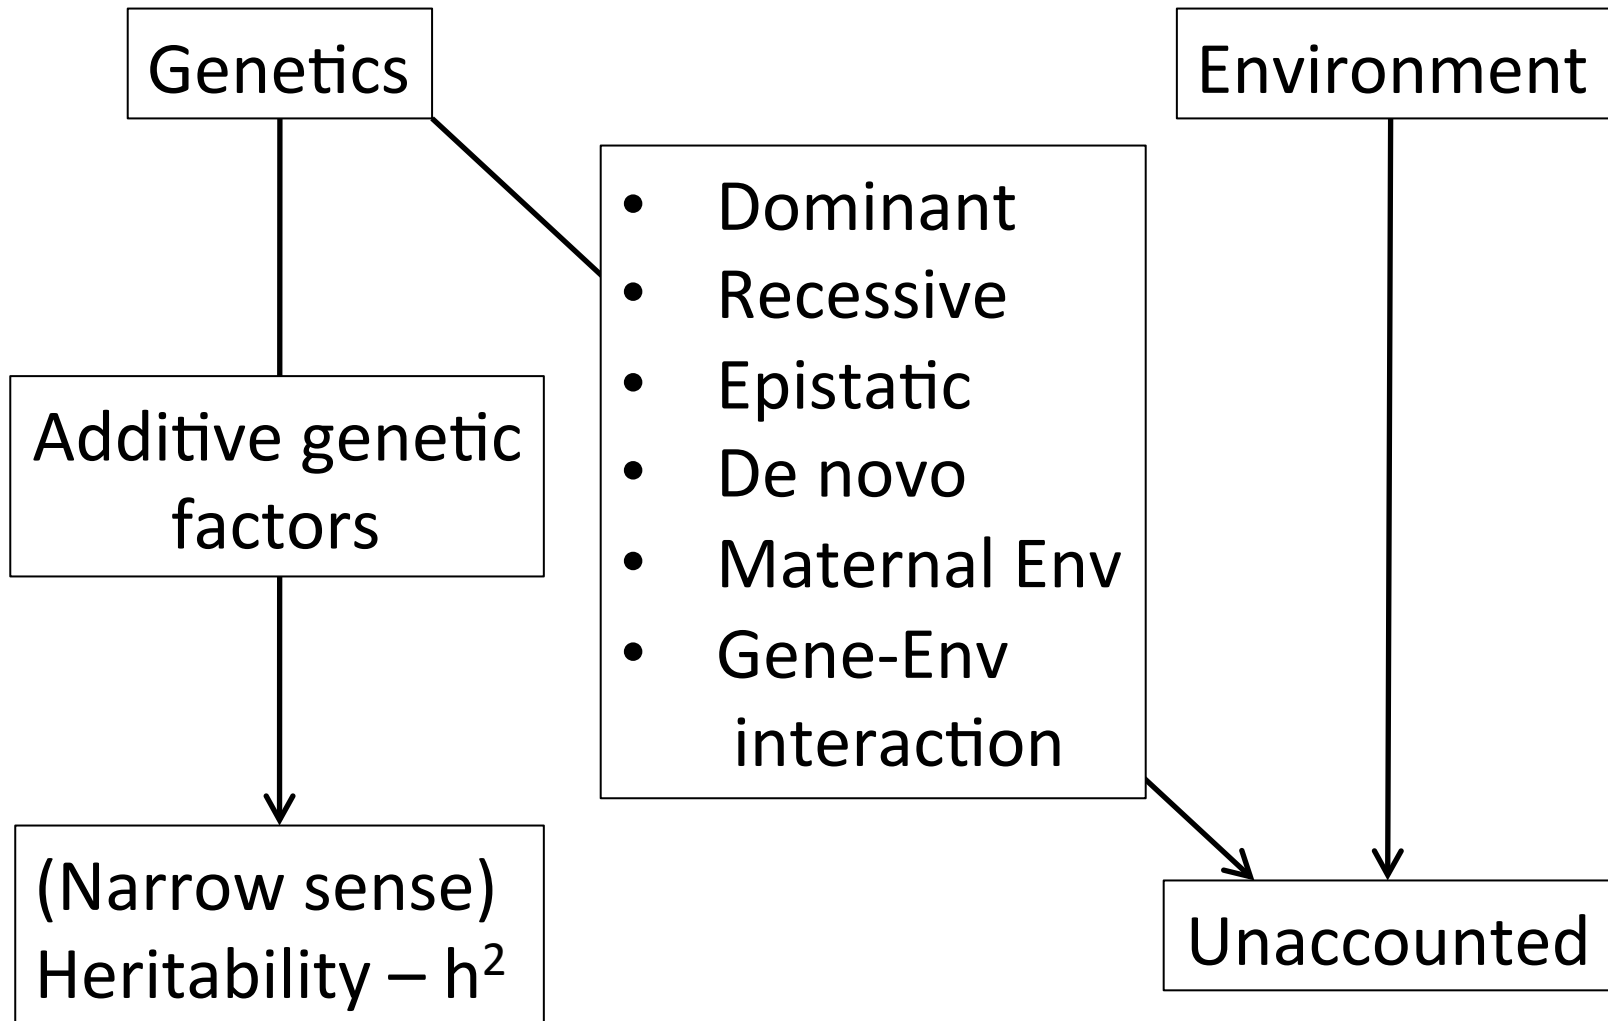 Genetics
Environment
• Dominant
• Recessive
• Epistatic
• De novo
• Maternal Env
• Gene-Env
interaction
Additive genetic
factors
(Narrow sense)
Heritability – h²
Unaccounted